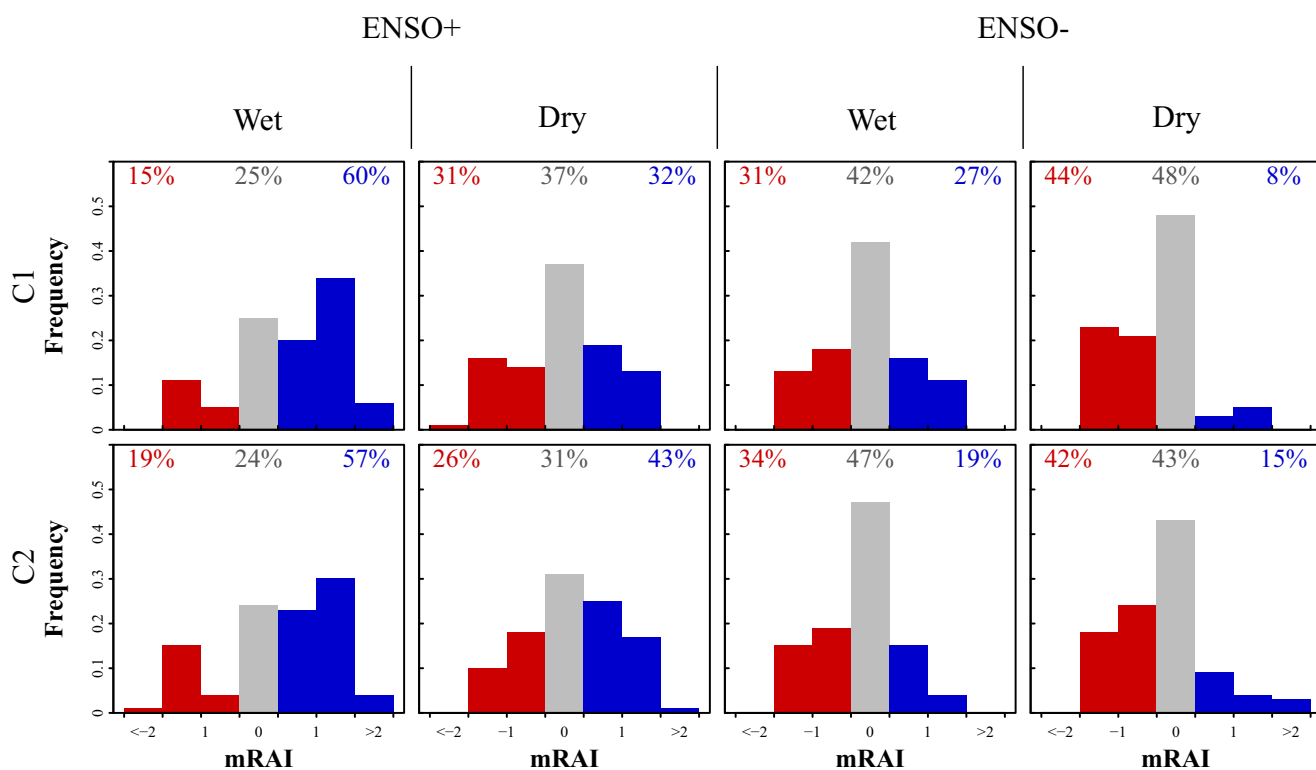 ENSO+ ENSO-
Wet Dry Wet Dry
15% 25% 60% 31% 37% 32% 31% 42% 27% 44% 48% 8%
C1
Frequency
0.5
0.4
0.3
0.2
0.1
0
19% 24% 57% 26% 31% 43% 34% 47% 19% 42% 43% 15%
C2
Frequency
0.5
0.4
0.3
0.2
0.1
0
<−2 1 0 1 >2 <−2 −1 0 1 >2 <−2 −1 0 1 >2 <−2 1 0 1 >2
mRAI mRAI mRAI mRAI